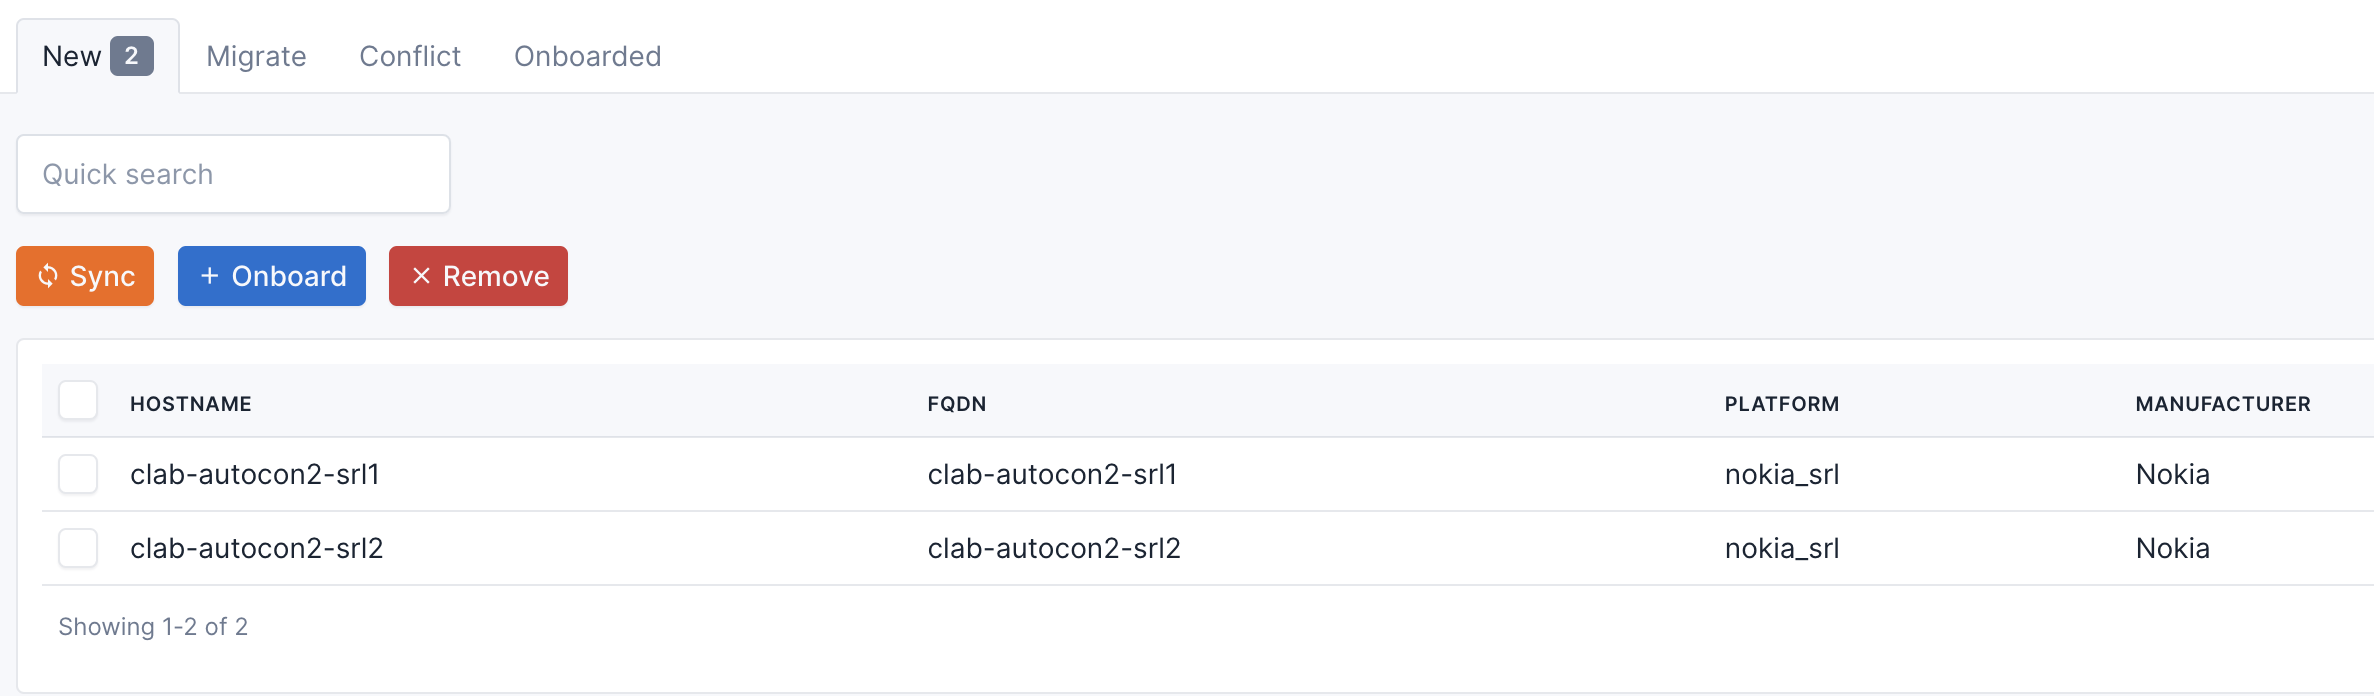 New 2 Migrate Conflict Onboarded
Quick search
Sync Onboard Remove
HOSTNAME FQDN PLATFORM MANUFACTURER
clab-autocon2-srl1 clab-autocon2-srl1 nokia_srl Nokia
clab-autocon2-srl2 clab-autocon2-srl2 nokia_srl Nokia
Showing 1-2 of 2